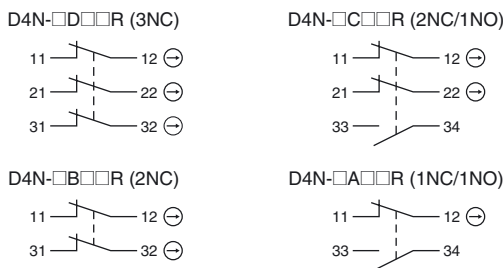 D4N-□D□□R (3NC)
11 12
21 22
31 32
D4N-□C□□R (2NC/1NO)
11 12
21 22
33 34
D4N-□B□□R (2NC)
11 12
31 32
D4N-□A□□R (1NC/1NO)
11 12
33 34